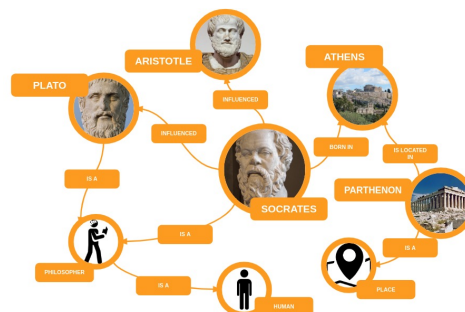 ARISTOTLE
ATHENS
PLATO
INFLUENCED
INFLUENCED
BORN IN
IS LOCATED
IN
IS A
PARTHENON
SOCRATES
IS A
IS A
PHILOSOPHER
IS A
PLACE
HUMAN